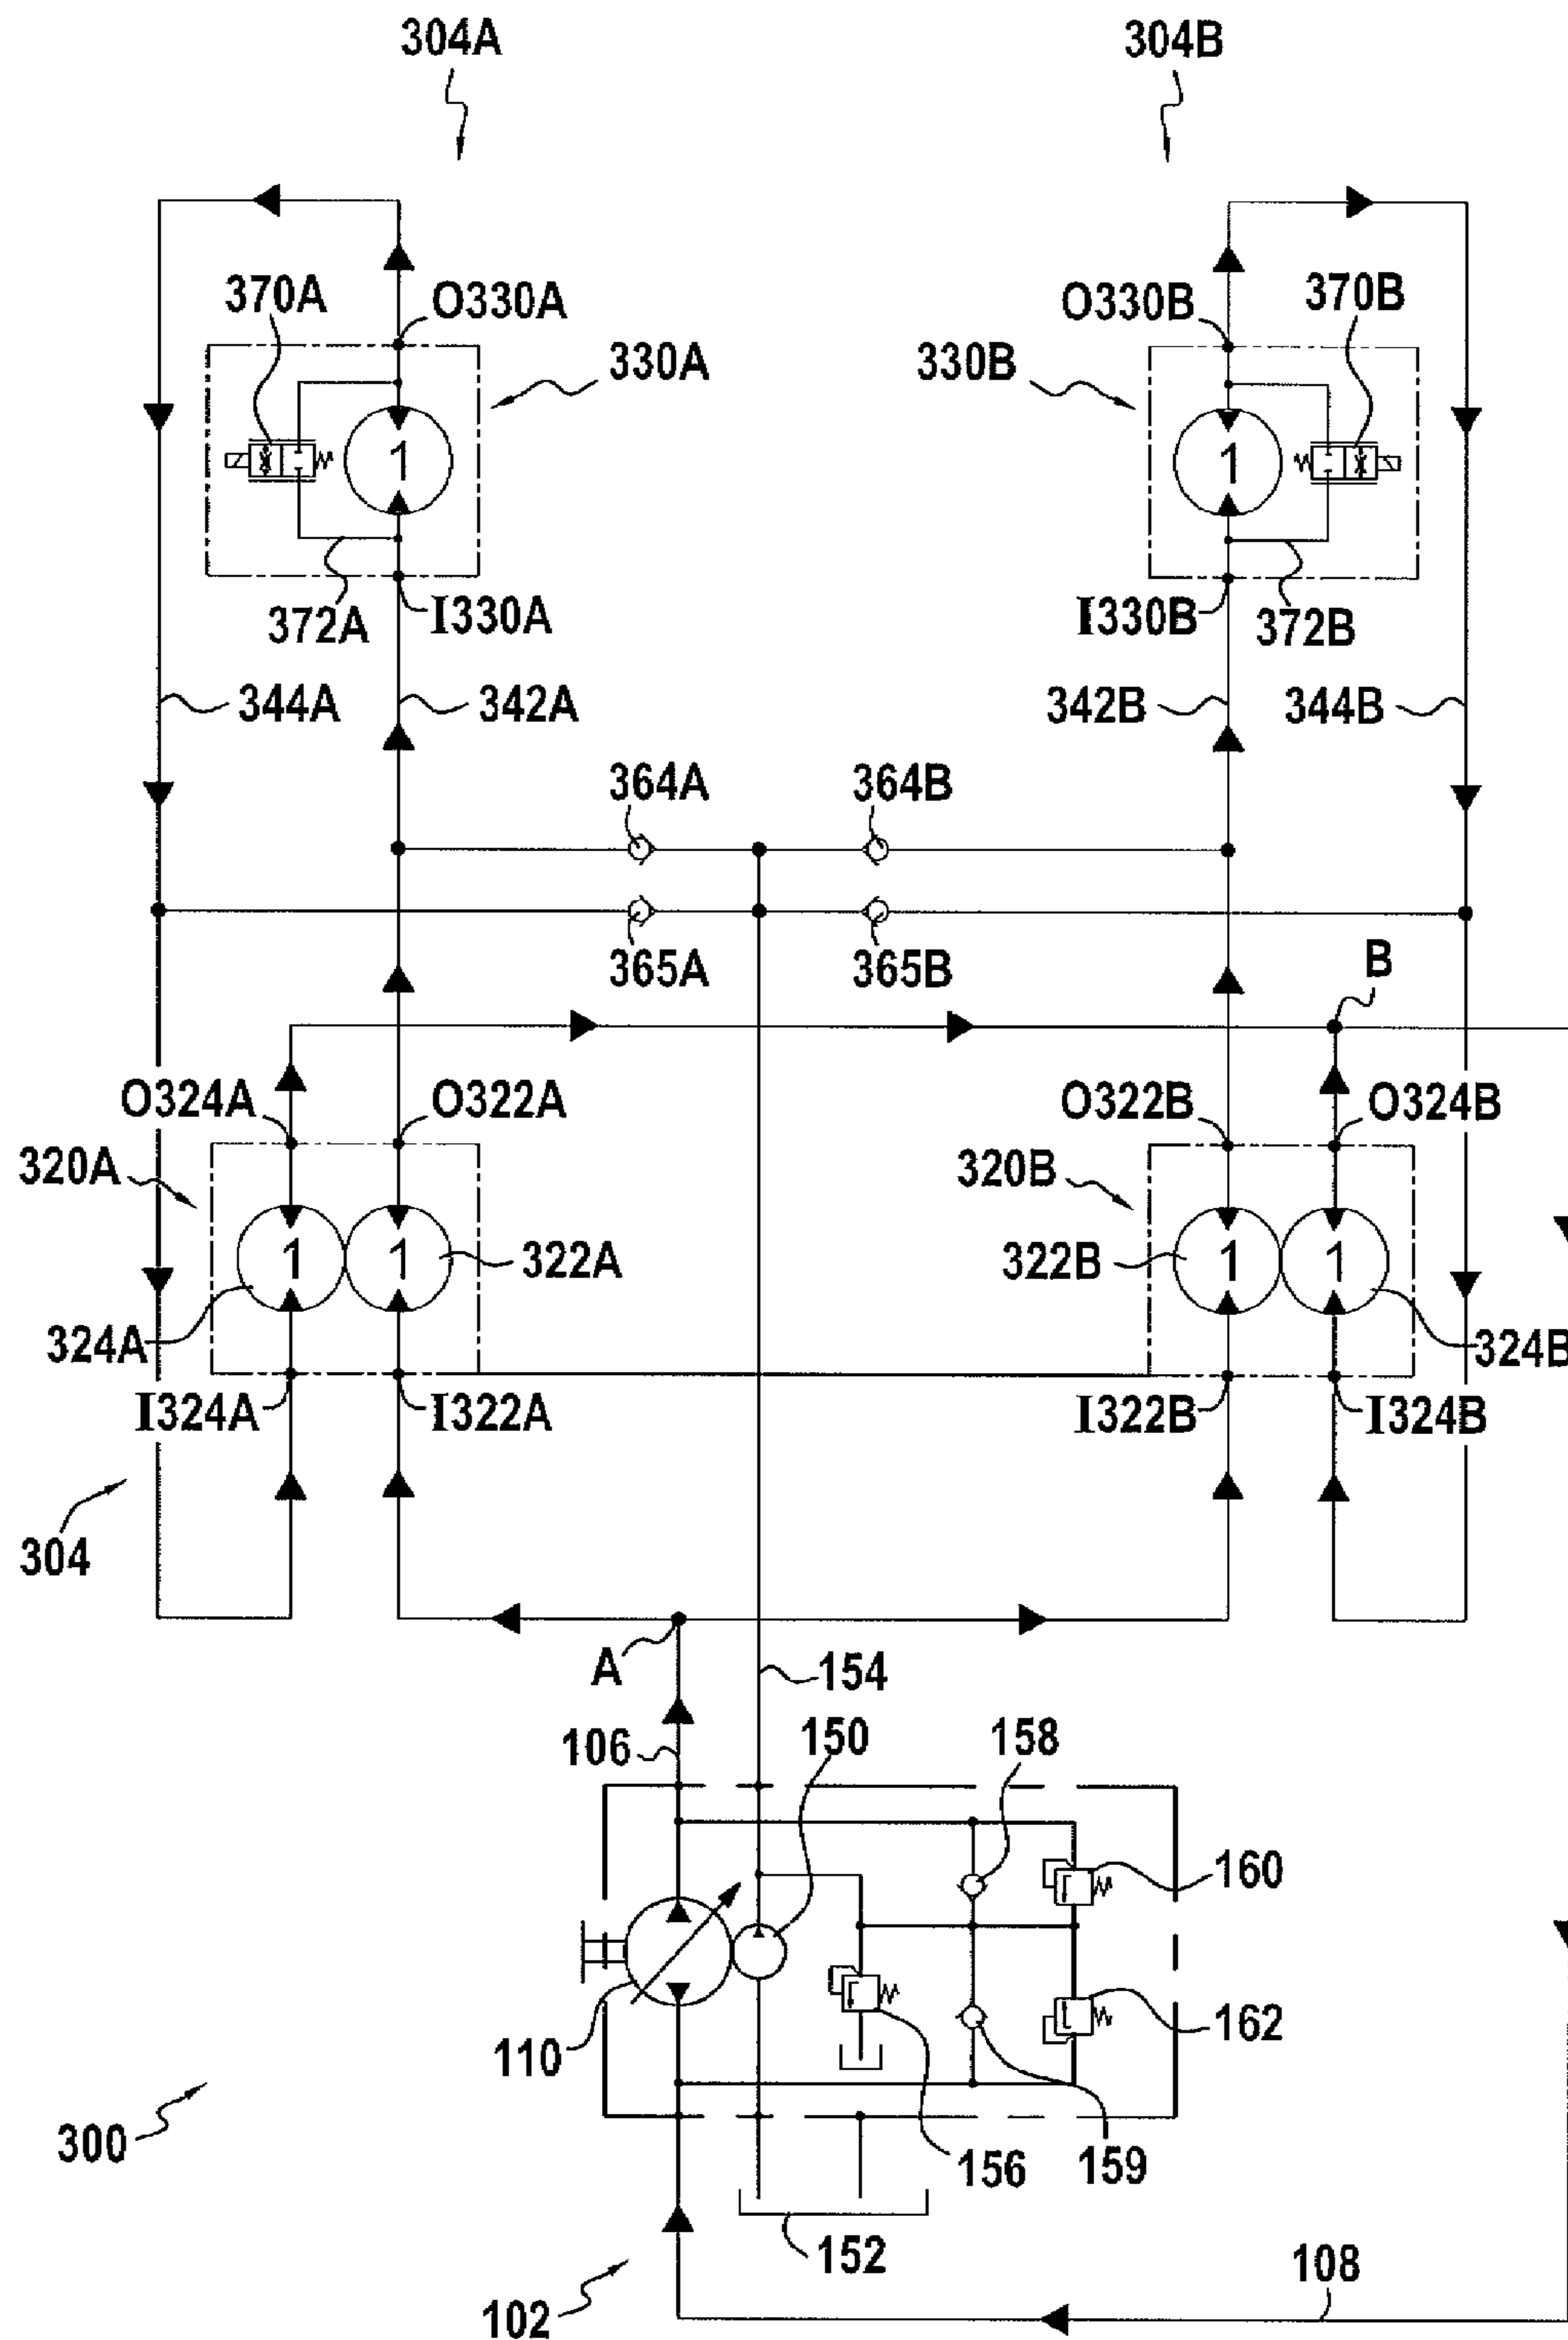 304A
304B
370A
O330A
O330B
370B
330A
330B
372A
I330A
I330B
372B
344A
342A
342B
344B
364A
364B
365A
365B
B
O324A
O322A
O322B
O324B
320A
320B
1
1
322A
322B
1
1
324A
324B
I324A
I322A
I322B
I324B
1
1
304
A
154
106
150
158
160
110
162
300
156
159
152
102
108